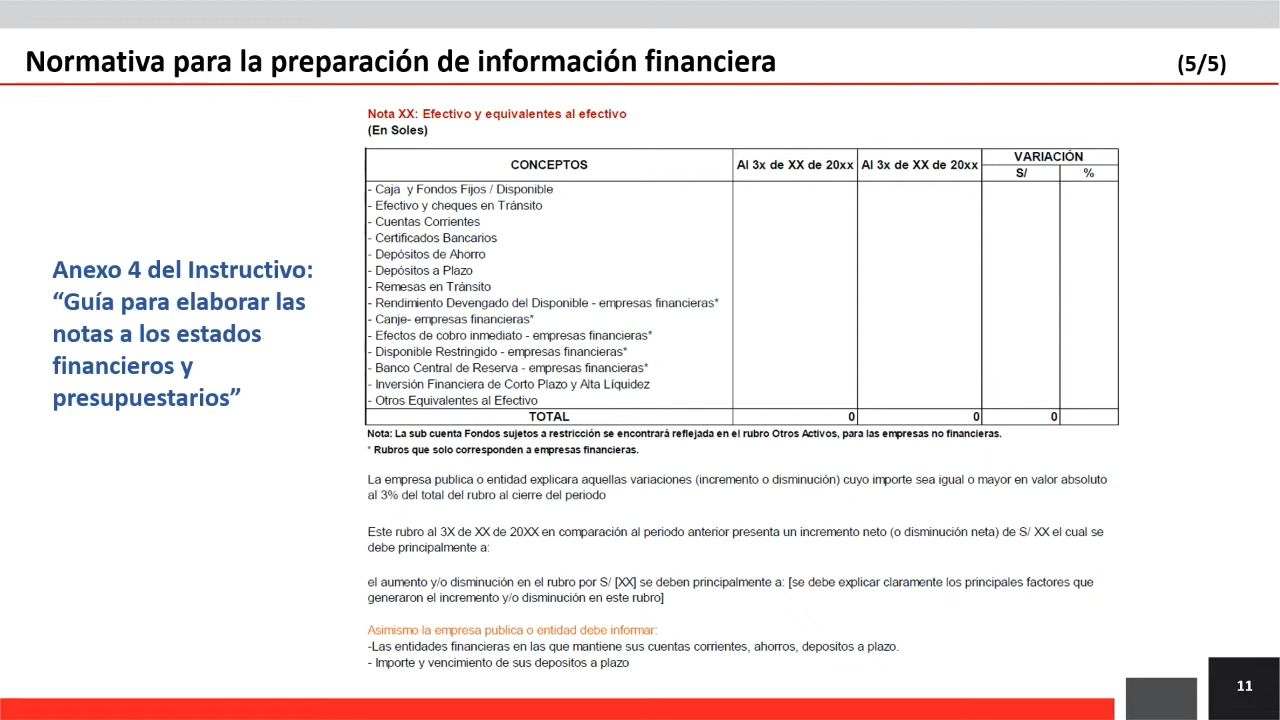 Normativa para la preparación de información financiera
(5/5)
Anexo 4 del Instructivo:
“Guía para elaborar las
notas a los estados
financieros y
presupuestarios”
Nota XX: Efectivo y equivalentes al efectivo
(En Soles)
CONCEPTOS
Al 3x de XX de 20xx
Al 3x de XX de 20xx
VARIACIÓN
S/
%
- Caja y Fondos Fijos / Disponible
- Efectivo y cheques en Tránsito
- Cuentas Corrientes
- Certificados Bancarios
- Depósitos de Ahorro
- Depósitos a Plazo
- Remesas en Tránsito
- Rendimiento Devengado del Disponible - empresas financieras*
- Canje- empresas financieras*
- Efectos de cobro inmediato - empresas financieras*
- Disponible Restringido - empresas financieras*
- Banco Central de Reserva - empresas financieras*
- Inversión Financiera de Corto Plazo y Alta Líquidez
- Otros Equivalentes al Efectivo
TOTAL 0 0 0
Nota: La sub cuenta Fondos sujetos a restricción se encontrará reflejada en el rubro Otros Activos, para las empresas no financieras.
* Rubros que solo corresponden a empresas financieras.
La empresa publica o entidad explicara aquellas variaciones (incremento o disminución) cuyo importe sea igual o mayor en valor absoluto
al 3% del total del rubro al cierre del periodo
Este rubro al 3X de XX de 20XX en comparación al periodo anterior presenta un incremento neto (o disminución neta) de S/ XX el cual se
debe principalmente a:
el aumento y/o disminución en el rubro por S/ [XX] se deben principalmente a: [se debe explicar claramente los principales factores que
generaron el incremento y/o disminución en este rubro]
Asimismo la empresa publica o entidad debe informar:
-Las entidades financieras en las que mantiene sus cuentas corrientes, ahorros, depositos a plazo.
- Importe y vencimiento de sus depositos a plazo
11